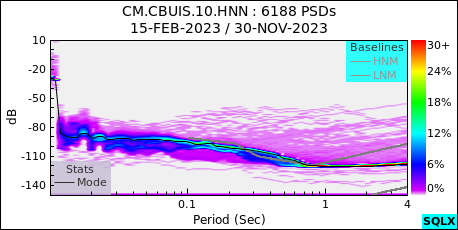 CM.CBUIS.10.HNN : 6188 PSDs
15-FEB-2023 / 30-NOV-2023
10
-20
-50
-80
-110
-140
dB
Baselines
HNM
LNM
Stats
Mode
0.1
1
4
Period (Sec)
30+
24%
18%
12%
6%
0%
SQLX